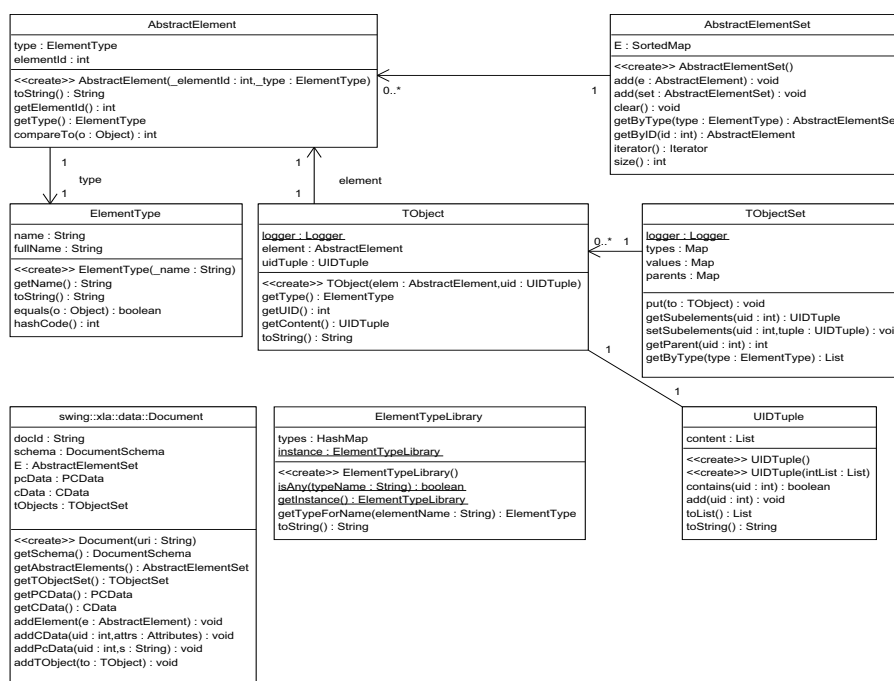 AbstractElement
type : ElementType
elementId : int
<<create>> AbstractElement(_elementId : int,_type : ElementType)
toString() : String
getElementId() : int
getType() : ElementType
compareTo(o : Object) : int
AbstractElementSet
E : SortedMap
<<create>> AbstractElementSet()
add(e : AbstractElement) : void
add(set : AbstractElementSet) : void
clear() : void
getByType(type : ElementType) : AbstractElementSe
getByID(id : int) : AbstractElement
iterator() : Iterator
size() : int
0..*
1
1
type
1
1
element
1
ElementType
name : String
fullName : String
<<create>> ElementType(_name : String)
getName() : String
toString() : String
equals(o : Object) : boolean
hashCode() : int
TObject
logger : Logger
element : AbstractElement
uidTuple : UIDTuple
<<create>> TObject(elem : AbstractElement,uid : UIDTuple)
getType() : ElementType
getUID() : int
getContent() : UIDTuple
toString() : String
0..*
1
TObjectSet
logger : Logger
types : Map
values : Map
parents : Map
put(to : TObject) : void
getSubelements(uid : int) : UIDTuple
setSubelements(uid : int,tuple : UIDTuple) : voi
getParent(uid : int) : int
getByType(type : ElementType) : List
1
1
swing::xla::data::Document
docId : String
schema : DocumentSchema
E : AbstractElementSet
pcData : PCData
cData : CData
tObjects : TObjectSet
<<create>> Document(uri : String)
getSchema() : DocumentSchema
getAbstractElements() : AbstractElementSet
getTObjectSet() : TObjectSet
getPCData() : PCData
getCData() : CData
addElement(e : AbstractElement) : void
addCData(uid : int,attrs : Attributes) : void
addPcData(uid : int,s : String) : void
addTObject(to : TObject) : void
ElementTypeLibrary
types : HashMap
instance : ElementTypeLibrary
<<create>> ElementTypeLibrary()
isAny(typeName : String) : boolean
getInstance() : ElementTypeLibrary
getTypeForName(elementName : String) : ElementType
toString() : String
UIDTuple
content : List
<<create>> UIDTuple()
<<create>> UIDTuple(intList : List)
contains(uid : int) : boolean
add(uid : int) : void
toList() : List
toString() : String